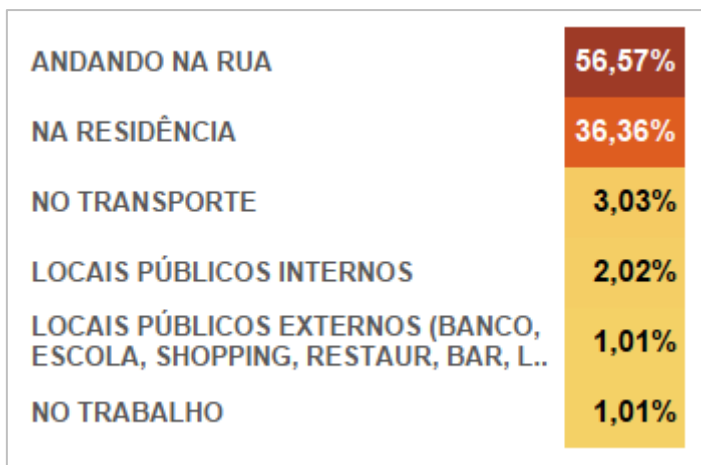 ANDANDO NA RUA 56,57%
NA RESIDÊNCIA 36,36%
NO TRANSPORTE 3,03%
LOCAIS PÚBLICOS INTERNOS 2,02%
LOCAIS PÚBLICOS EXTERNOS (BANCO,
ESCOLA, SHOPPING, RESTAUR, BAR, L.. 1,01%
NO TRABALHO 1,01%